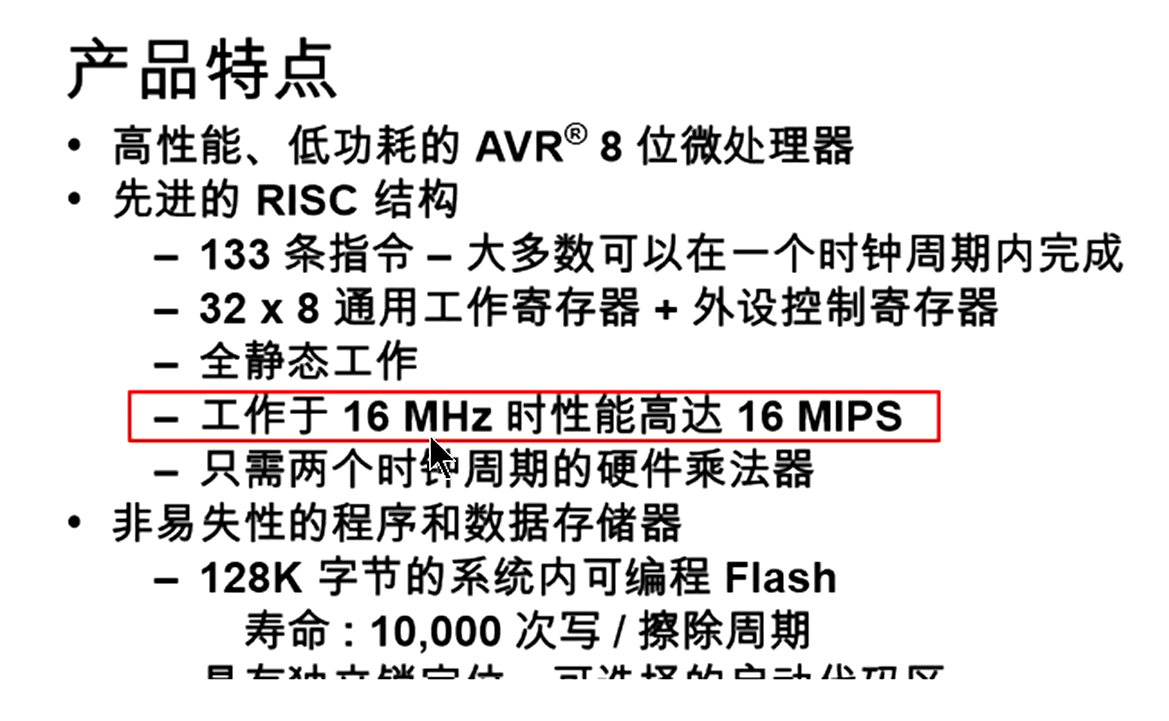 产品特点
• 高性能、低功耗的 AVR® 8 位微处理器
• 先进的 RISC 结构
– 133 条指令 – 大多数可以在一个时钟周期内完成
– 32 x 8 通用工作寄存器 + 外设控制寄存器
– 全静态工作
– 工作于 16 MHz 时性能高达 16 MIPS
– 只需两个时钟周期的硬件乘法器
• 非易失性的程序和数据存储器
– 128K 字节的系统内可编程 Flash
寿命 : 10,000 次写 / 擦除周期